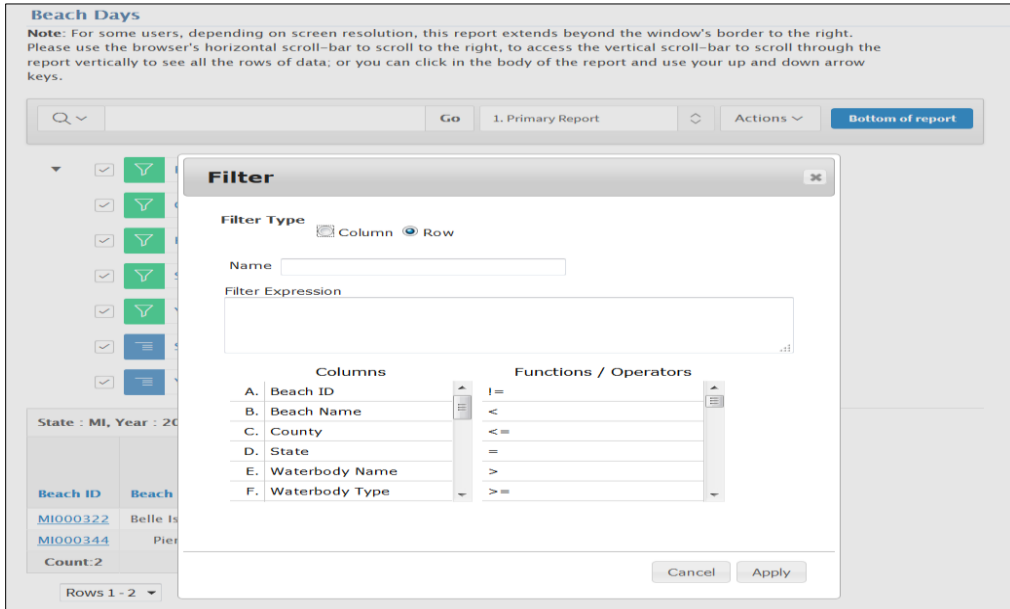 Beach Days
Note: For some users, depending on screen resolution, this report extends beyond the window's border to the right.
Please use the browser's horizontal scroll-bar to scroll to the right, to access the vertical scroll-bar to scroll through the
report vertically to see all the rows of data; or you can click in the body of the report and use your up and down arrow
keys.
Go 1. Primary Report Actions Bottom of report
Filter
Filter Type
Column Row
Name
Filter Expression
Columns Functions / Operators
A. Beach ID !=
B. Beach Name <
C. County <=
D. State =
E. Waterbody Name >
F. Waterbody Type >=
Cancel Apply
State : MI, Year : 20
Beach ID Beach
MI000322 Belle Is
MI000344 Pier
Count:2
Rows 1 - 2